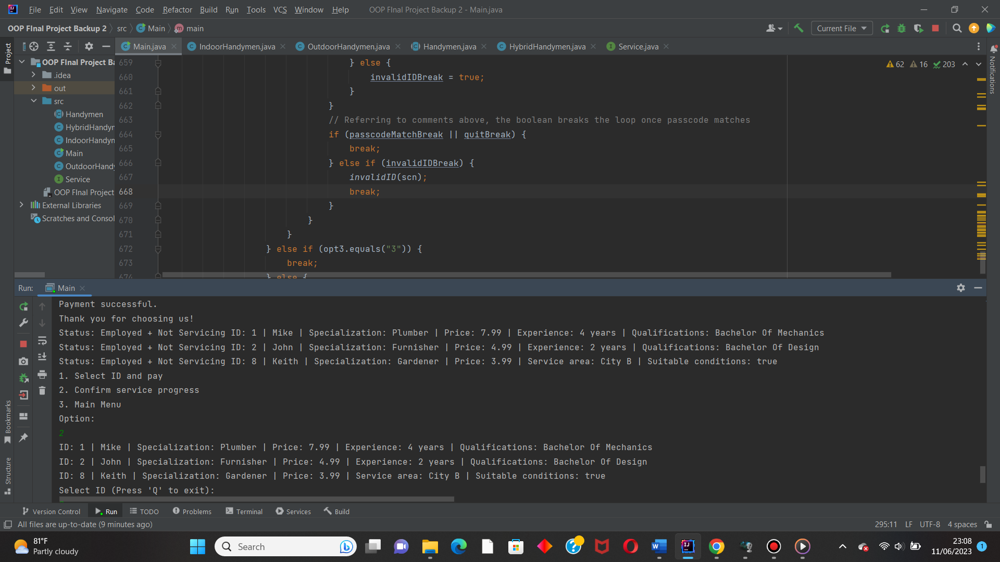 File Edit View Navigate Code Refactor Build Run Tools VCS Window Help OOP FInal Project Backup 2 - Main.java
OOP FInal Project Backup 2 src Main main Current File
Project
Main.java IndoorHandymen.java OutdoorHandymen.java Handymen.java HybridHandymen.java Service.java
Notifications
OOP FInal Project Ba
.idea
out
src
Handymen
HybridHandyn
IndoorHandyn
Main
OutdoorHandy
Service
OOP FInal Project
External Libraries
Scratches and Consol
62 16 203
659 } else {
660 invalidIDBreak = true;
661 }
662 }
663 // Referring to comments above, the boolean breaks the loop once passcode matches
664 if (passcodeMatchBreak || quitBreak) {
665 break;
666 } else if (invalidIDBreak) {
667 invalidID(scn);
668 break;
669 }
670 }
671 }
672 } else if (opt3.equals("3")) {
673 break;
674 } else {
Run: Main
Payment successful.
Thank you for choosing us!
Status: Employed + Not Servicing ID: 1 | Mike | Specialization: Plumber | Price: 7.99 | Experience: 4 years | Qualifications: Bachelor Of Mechanics
Status: Employed + Not Servicing ID: 2 | John | Specialization: Furnisher | Price: 4.99 | Experience: 2 years | Qualifications: Bachelor Of Design
Status: Employed + Not Servicing ID: 8 | Keith | Specialization: Gardener | Price: 3.99 | Service area: City B | Suitable conditions: true
1. Select ID and pay
2. Confirm service progress
3. Main Menu
Option:
2
ID: 1 | Mike | Specialization: Plumber | Price: 7.99 | Experience: 4 years | Qualifications: Bachelor Of Mechanics
ID: 2 | John | Specialization: Furnisher | Price: 4.99 | Experience: 2 years | Qualifications: Bachelor Of Design
ID: 8 | Keith | Specialization: Gardener | Price: 3.99 | Service area: City B | Suitable conditions: true
Select ID (Press 'Q' to exit):
Bookmarks
Structure
Version Control Run TODO Problems Terminal Services Build
All files are up-to-date (9 minutes ago) 295:11 LF UTF-8 4 spaces
81°F
Partly cloudy
Search
23:08
11/06/2023
1